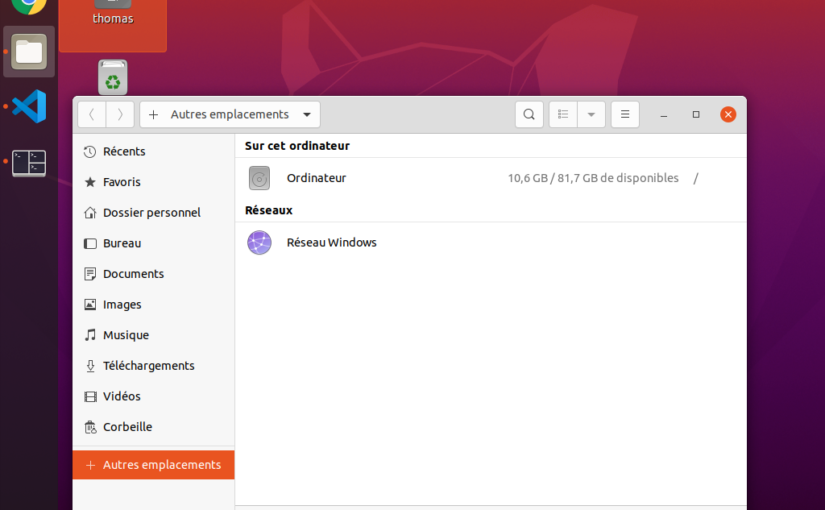 thomas
Autres emplacements
Récents
Favoris
Dossier personnel
Bureau
Documents
Images
Musique
Téléchargements
Vidéos
Corbeille
Autres emplacements
Sur cet ordinateur
Ordinateur 10,6 GB / 81,7 GB de disponibles /
Réseaux
Réseau Windows